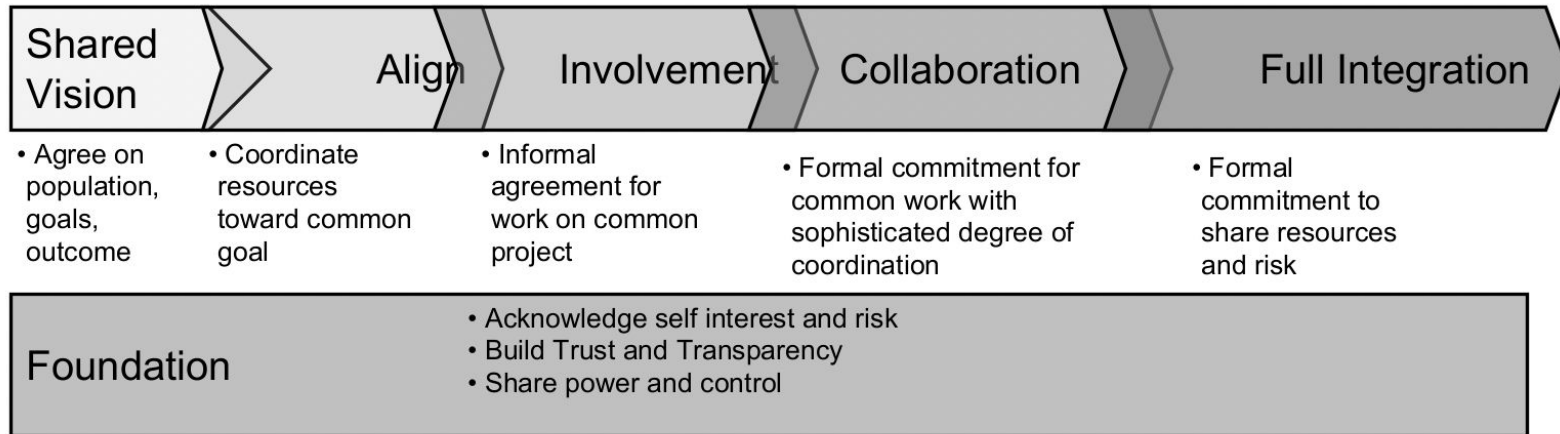 Shared
Vision
Align
Involvement
Collaboration
Full Integration
• Agree on
population,
goals,
outcome
• Coordinate
resources
toward common
goal
• Informal
agreement for
work on common
project
• Formal commitment for
common work with
sophisticated degree of
coordination
• Formal
commitment to
share resources
and risk
Foundation
• Acknowledge self interest and risk
• Build Trust and Transparency
• Share power and control